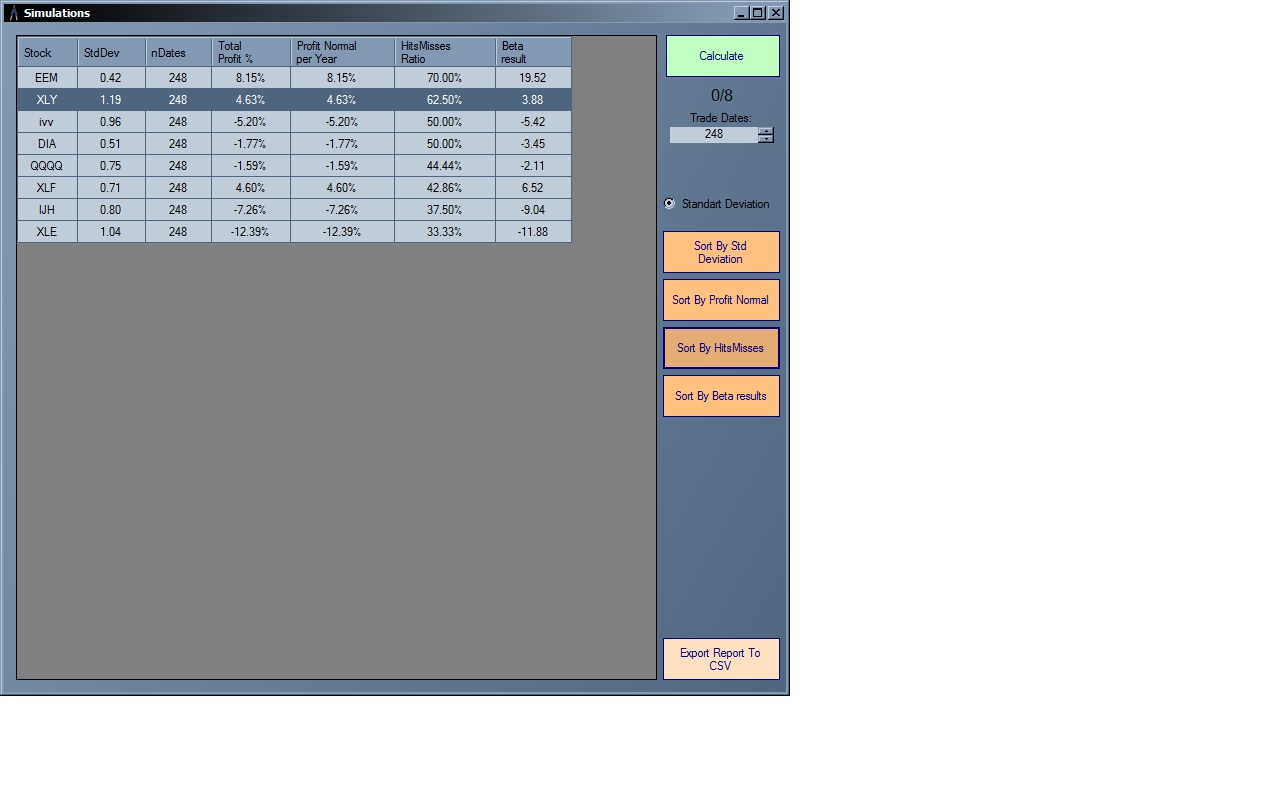 Simulations
Stock StdDev nDates Total Profit % Profit Normal per Year HitsMisses Ratio Beta result
EEM 0.42 248 8.15% 8.15% 70.00% 19.52
XLY 1.19 248 4.63% 4.63% 62.50% 3.88
ivv 0.96 248 -5.20% -5.20% 50.00% -5.42
DIA 0.51 248 -1.77% -1.77% 50.00% -3.45
QQQQ 0.75 248 -1.59% -1.59% 44.44% -2.11
XLF 0.71 248 4.60% 4.60% 42.86% 6.52
IJH 0.80 248 -7.26% -7.26% 37.50% -9.04
XLE 1.04 248 -12.39% -12.39% 33.33% -11.88
Calculate
0/8
Trade Dates:
248
Standart Deviation
Sort By Std
Deviation
Sort By Profit Normal
Sort By HitsMisses
Sort By Beta results
Export Report To
CSV